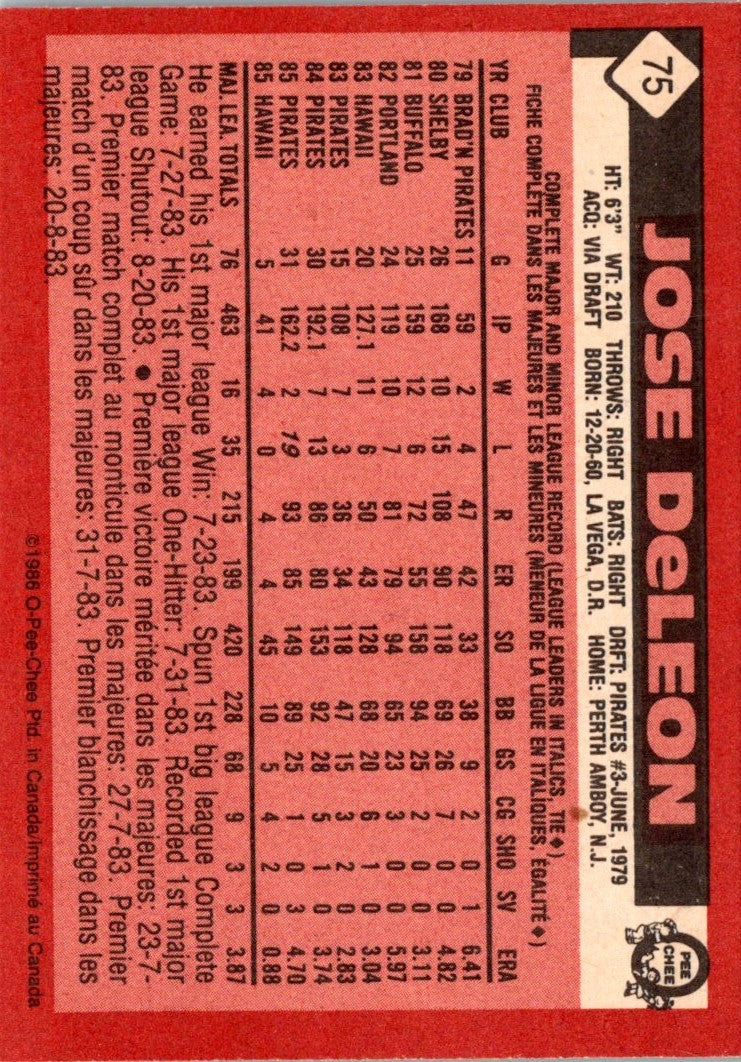 75
JOSE DeLEON
O
PEE
CHEE
HT: 6'3" WT: 210 THROWS: RIGHT BATS: RIGHT DRFT: PIRATES #3-JUNE, 1979
ACQ: VIA DRAFT BORN: 12-20-60, LA VEGA, D.R. HOME: PERTH AMBOY, N.J.
COMPLETE MAJOR AND MINOR LEAGUE RECORD (LEAGUE LEADERS IN ITALICS, TIE ♦)
FICHE COMPLÈTE DANS LES MAJEURES ET LES MINEURES (MENEUR DE LA LIGUE EN ITALIQUES, ÉGALITÉ ♦)
YR CLUB G IP W L R ER SO BB GS CG SHO SV ERA
79 BRAD'N PIRATES 11 59 2 4 47 42 33 38 9 2 0 1 6.41
80 SHELBY 26 168 10 15 108 90 118 69 26 7 0 0 4.82
81 BUFFALO 25 159 12 6 72 55 158 94 25 2 0 0 3.11
82 PORTLAND 24 119 10 7 81 79 94 65 23 3 0 0 5.97
83 HAWAII 20 127.1 11 6 50 43 128 68 20 6 1 0 3.04
83 PIRATES 15 108 7 3 36 34 118 47 15 3 2 0 2.83
84 PIRATES 30 192.1 7 13 86 80 153 92 28 5 1 0 3.74
85 PIRATES 31 162.2 2 19 93 85 149 89 25 1 0 3 4.70
85 HAWAII 5 41 4 0 4 4 45 10 5 4 2 0 0.88
MAJ LEA. TOTALS 76 463 16 35 215 199 420 228 68 9 3 3 3.87
He earned his 1st major league Win: 7-23-83. Spun 1st big league Complete
Game: 7-27-83. His 1st major league One-Hitter: 7-31-83. Recorded 1st major
league Shutout: 8-20-83. ● Première victoire méritée dans les majeures: 23-7-
83. Premier match complet au monticule dans les majeures: 27-7-83. Premier
match d'un coup sûr dans les majeures: 31-7-83. Premier blanchissage dans les
majeures: 20-8-83.
©1986 O-Pee-Chee Ptd. in Canada/Imprimé au Canada